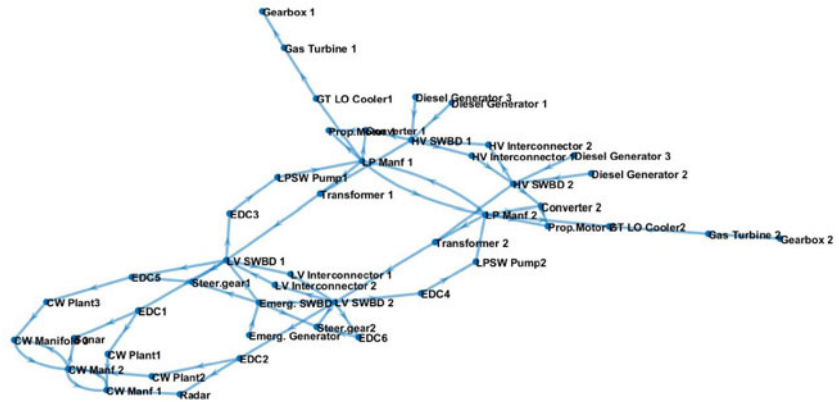 Gearbox 1
Gas Turbine 1
GT LO Cooler1
Diesel Generator 3
Diesel Generator 1
Prop.Motor 1
Converter 1
HV SWBD 1
HV Interconnector 2
HV Interconnector 1
Diesel Generator 3
LP Manf 1
Diesel Generator 2
LPSW Pump1
HV SWBD 2
Transformer 1
Converter 2
EDC3
LP Manf 2
Prop.Motor 2
GT LO Cooler2
Gas Turbine 2
Gearbox 2
Transformer 2
LV SWBD 1
LPSW Pump2
LV Interconnector 1
EDC5
Steer.gear1
LV Interconnector 2
EDC4
CW Plant3
Emerg. SWBD
LV SWBD 2
EDC1
Steer.gear2
Emerg. Generator
EDC6
CW Manifold 3
Sonar
CW Plant1
EDC2
CW Manf 2
CW Plant2
CW Manf 1
Radar